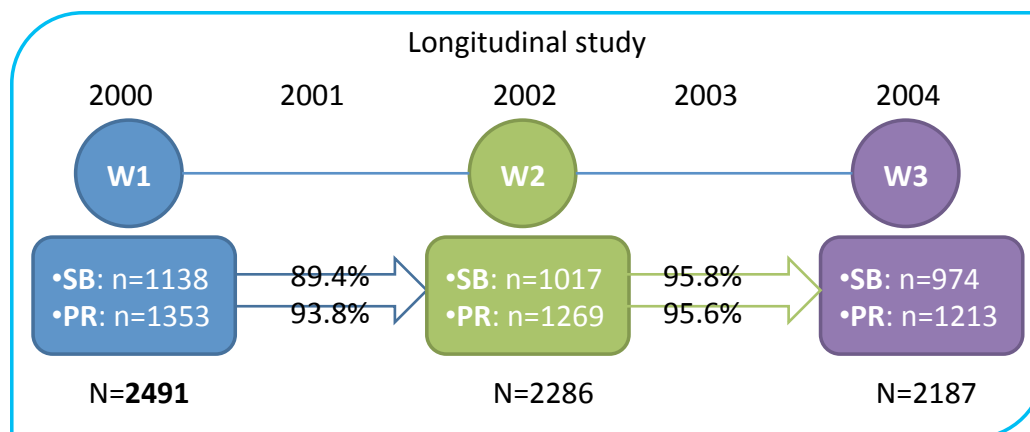 Longitudinal study
2000 2001 2002 2003 2004
W1 W2 W3
•SB: n=1138 89.4% •SB: n=1017 95.8% •SB: n=974
•PR: n=1353 93.8% •PR: n=1269 95.6% •PR: n=1213
N=2491 N=2286 N=2187